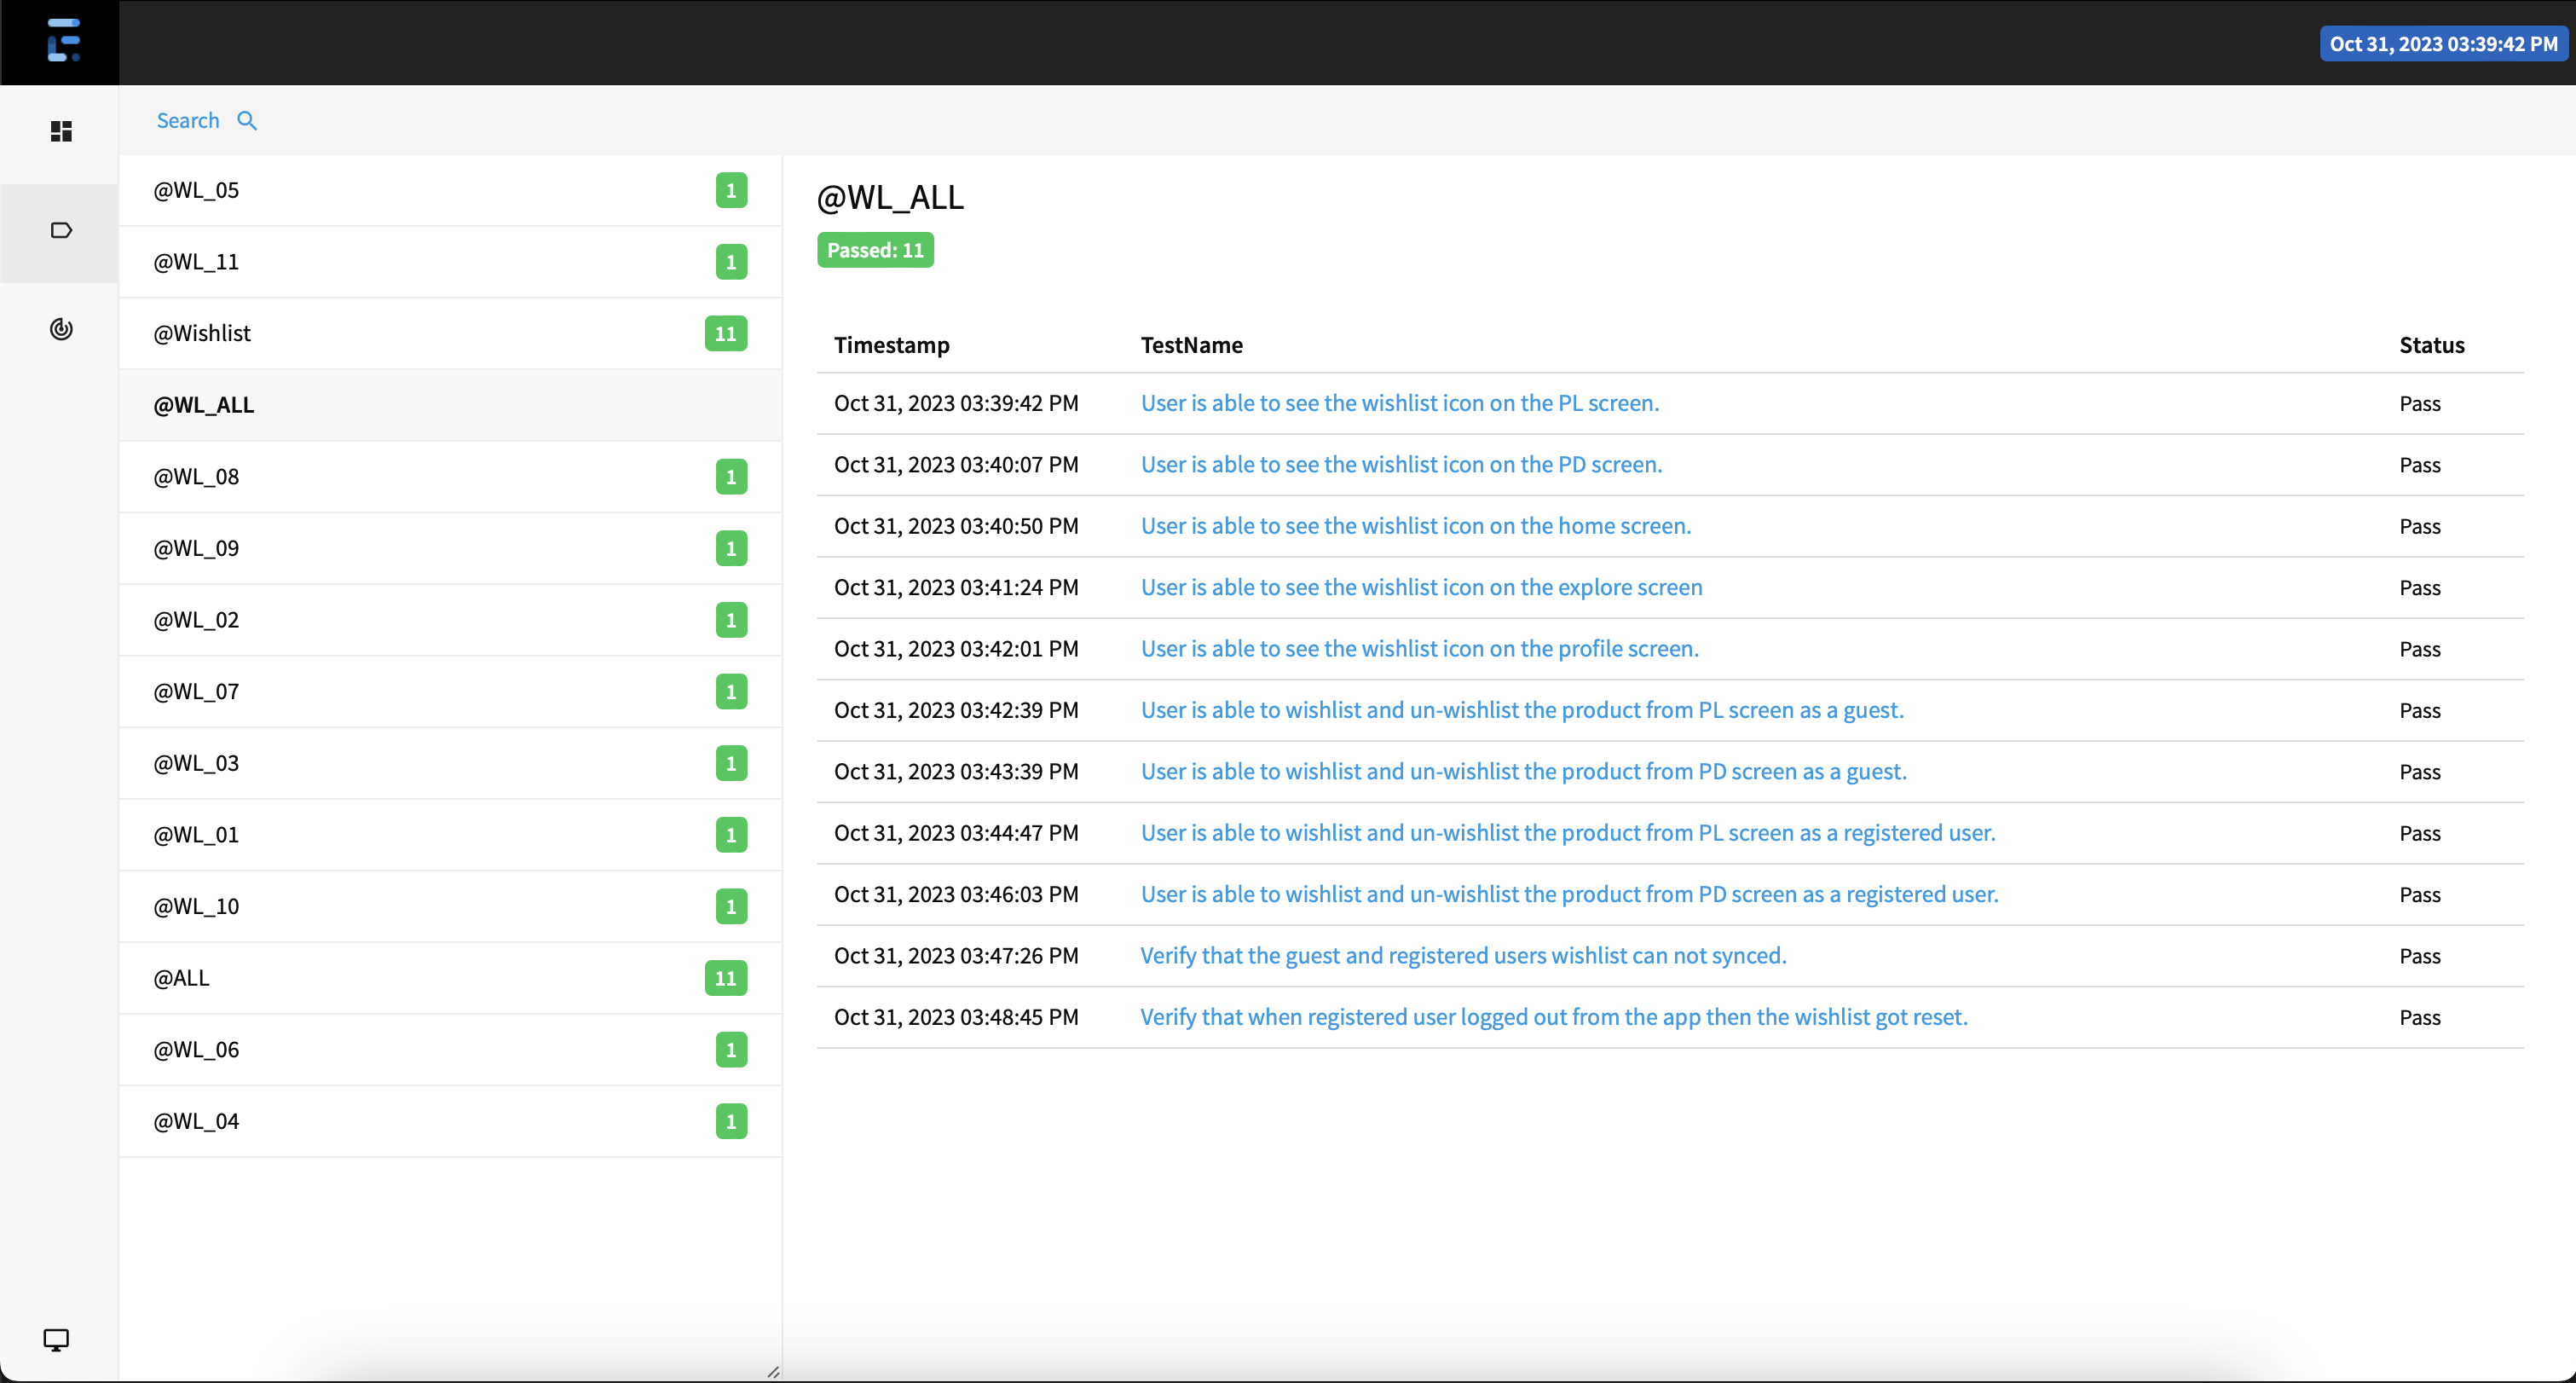 Oct 31, 2023 03:39:42 PM
Search
@WL_05 1
@WL_11 1
@Wishlist 11
@WL_ALL
@WL_08 1
@WL_09 1
@WL_02 1
@WL_07 1
@WL_03 1
@WL_01 1
@WL_10 1
@ALL 11
@WL_06 1
@WL_04 1
@WL_ALL
Passed: 11
Timestamp TestName Status
Oct 31, 2023 03:39:42 PM User is able to see the wishlist icon on the PL screen. Pass
Oct 31, 2023 03:40:07 PM User is able to see the wishlist icon on the PD screen. Pass
Oct 31, 2023 03:40:50 PM User is able to see the wishlist icon on the home screen. Pass
Oct 31, 2023 03:41:24 PM User is able to see the wishlist icon on the explore screen Pass
Oct 31, 2023 03:42:01 PM User is able to see the wishlist icon on the profile screen. Pass
Oct 31, 2023 03:42:39 PM User is able to wishlist and un-wishlist the product from PL screen as a guest. Pass
Oct 31, 2023 03:43:39 PM User is able to wishlist and un-wishlist the product from PD screen as a guest. Pass
Oct 31, 2023 03:44:47 PM User is able to wishlist and un-wishlist the product from PL screen as a registered user. Pass
Oct 31, 2023 03:46:03 PM User is able to wishlist and un-wishlist the product from PD screen as a registered user. Pass
Oct 31, 2023 03:47:26 PM Verify that the guest and registered users wishlist can not synced. Pass
Oct 31, 2023 03:48:45 PM Verify that when registered user logged out from the app then the wishlist got reset. Pass